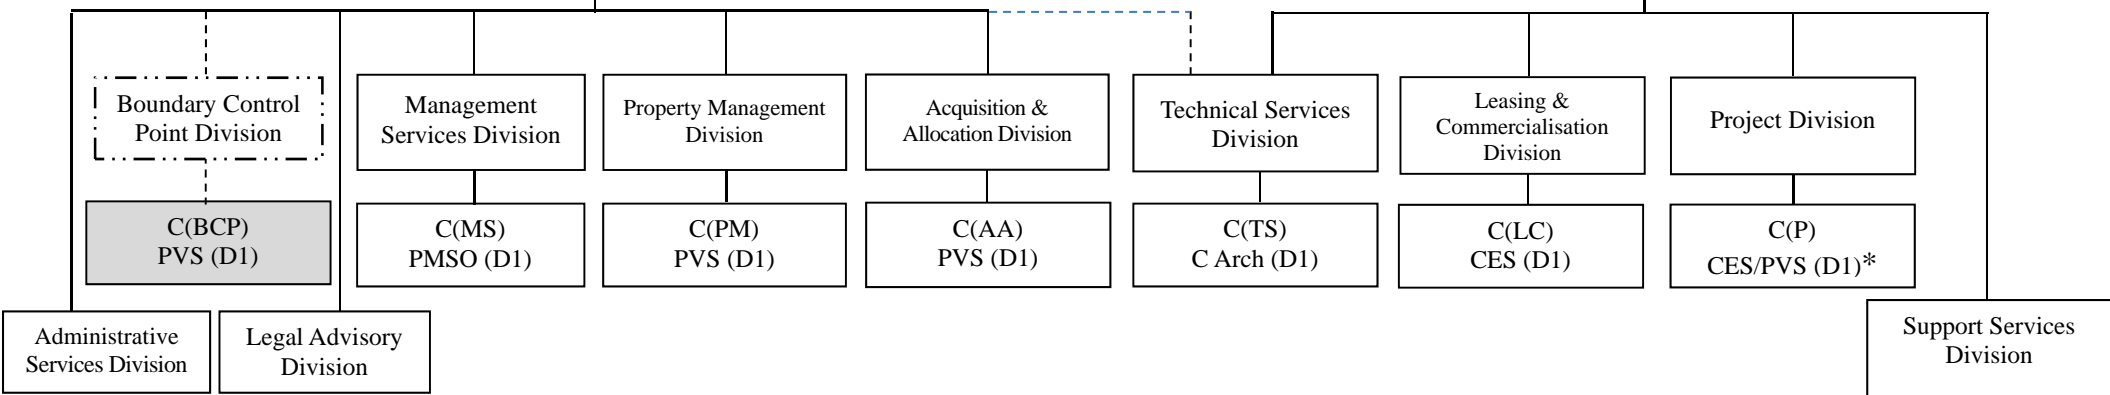 Boundary Control
Point Division
Management
Services Division
Property Management
Division
Acquisition &
Allocation Division
Technical Services
Division
Leasing &
Commercialisation
Division
Project Division
C(BCP)
PVS (D1)
C(MS)
PMSO (D1)
C(PM)
PVS (D1)
C(AA)
PVS (D1)
C(TS)
C Arch (D1)
C(LC)
CES (D1)
C(P)
CES/PVS (D1)*
Administrative
Services Division
Legal Advisory
Division
Support Services
Division